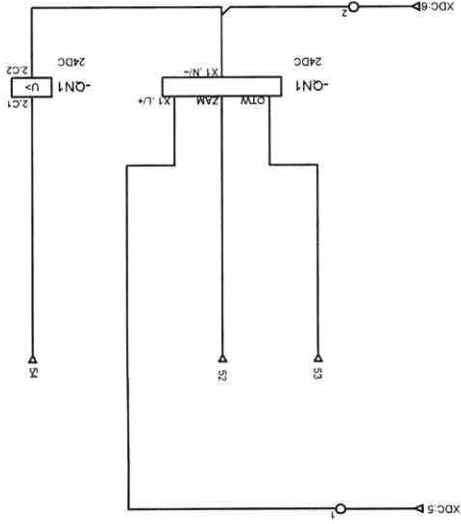 XDC:5
1
53
52
54
OTW
ZAM
X1.L/+
-QN1
24DC
X1.N/-
2.C1
-QN1
U<
24DC
2.C2
XDC:6
2